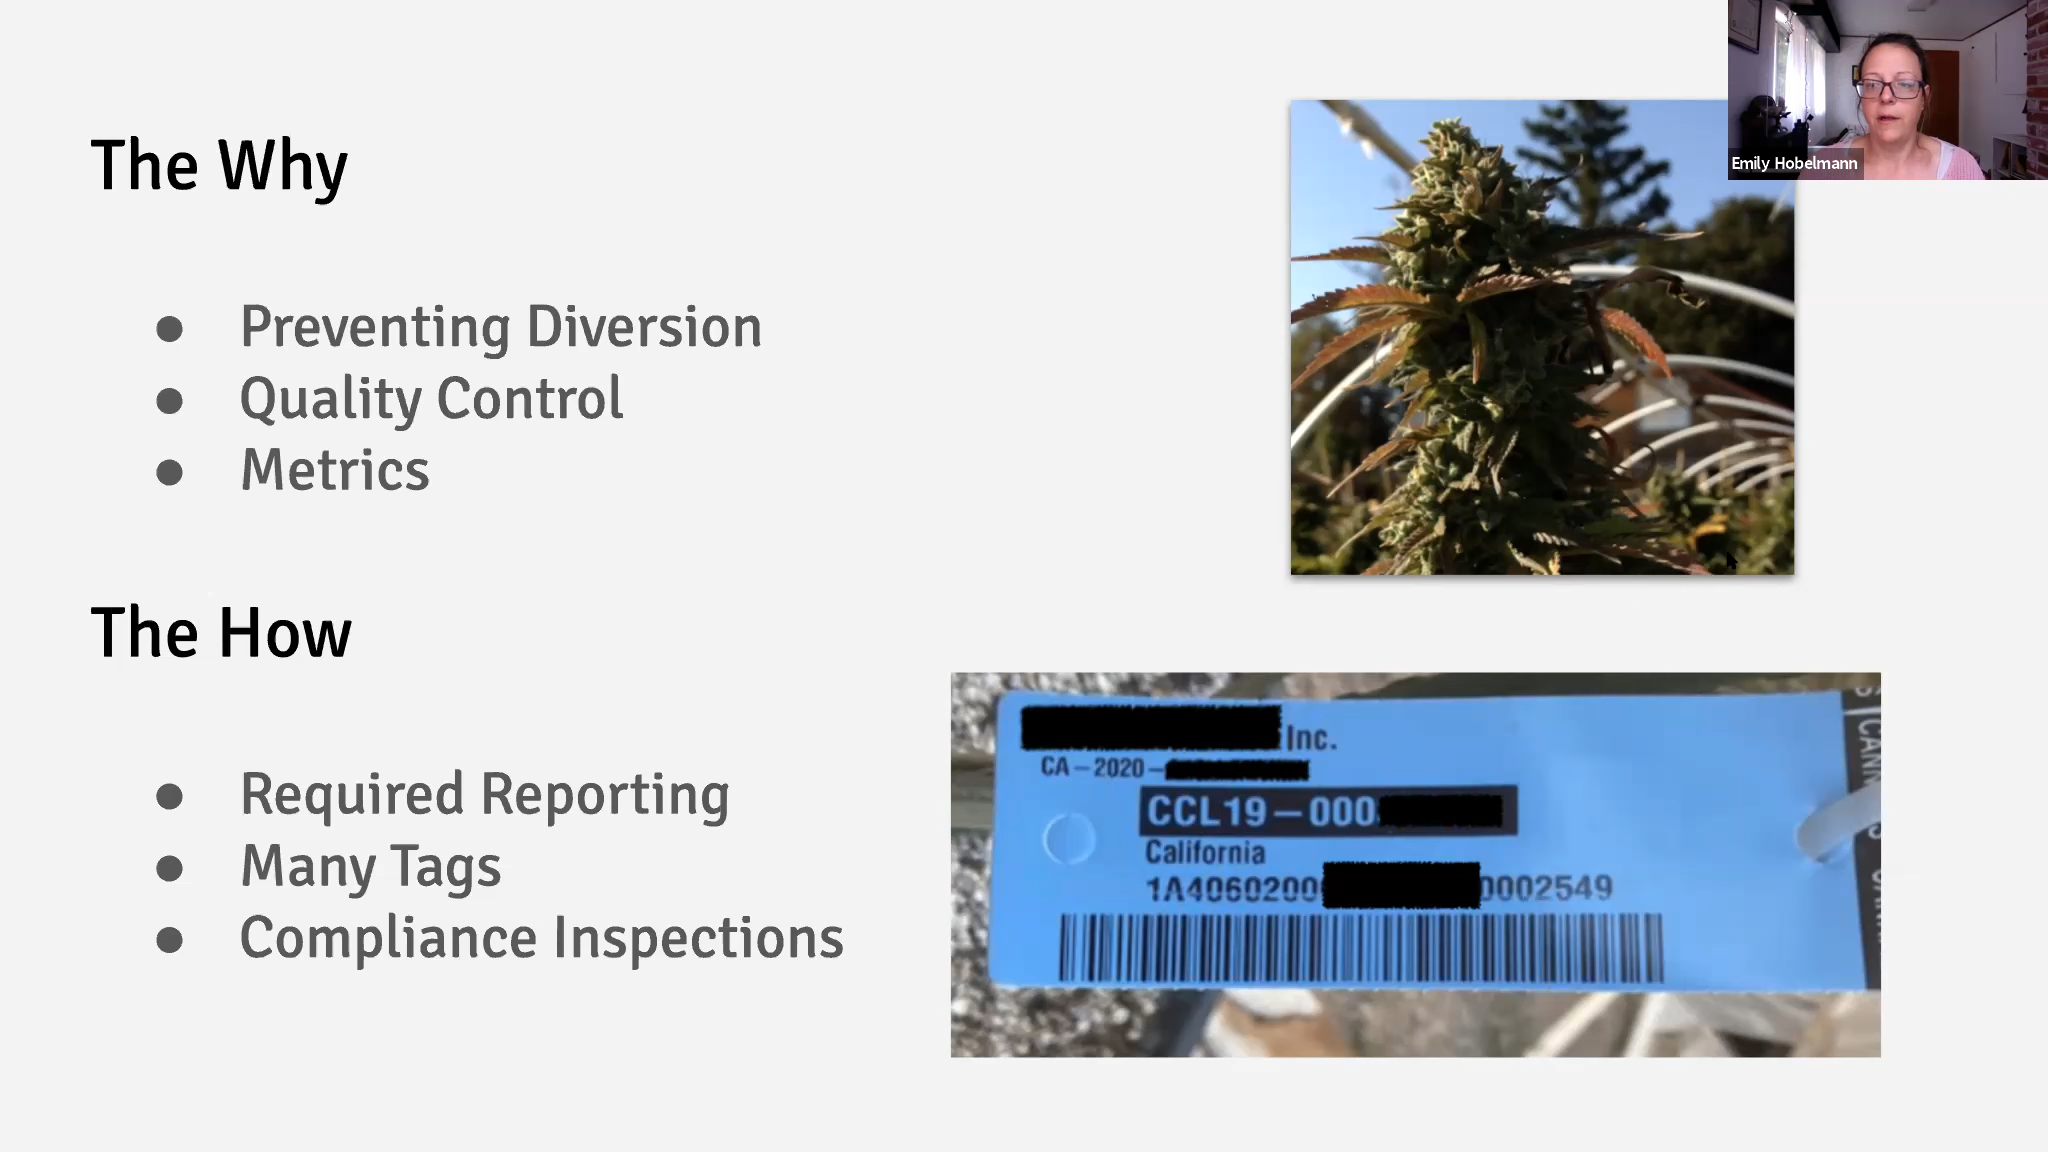 The Why
Preventing Diversion
Quality Control
Metrics
The How
Required Reporting
Many Tags
Compliance Inspections
Emily Hobelmann
Inc.
CA-2020-
CCL19-000
California
1A4060200 0002549